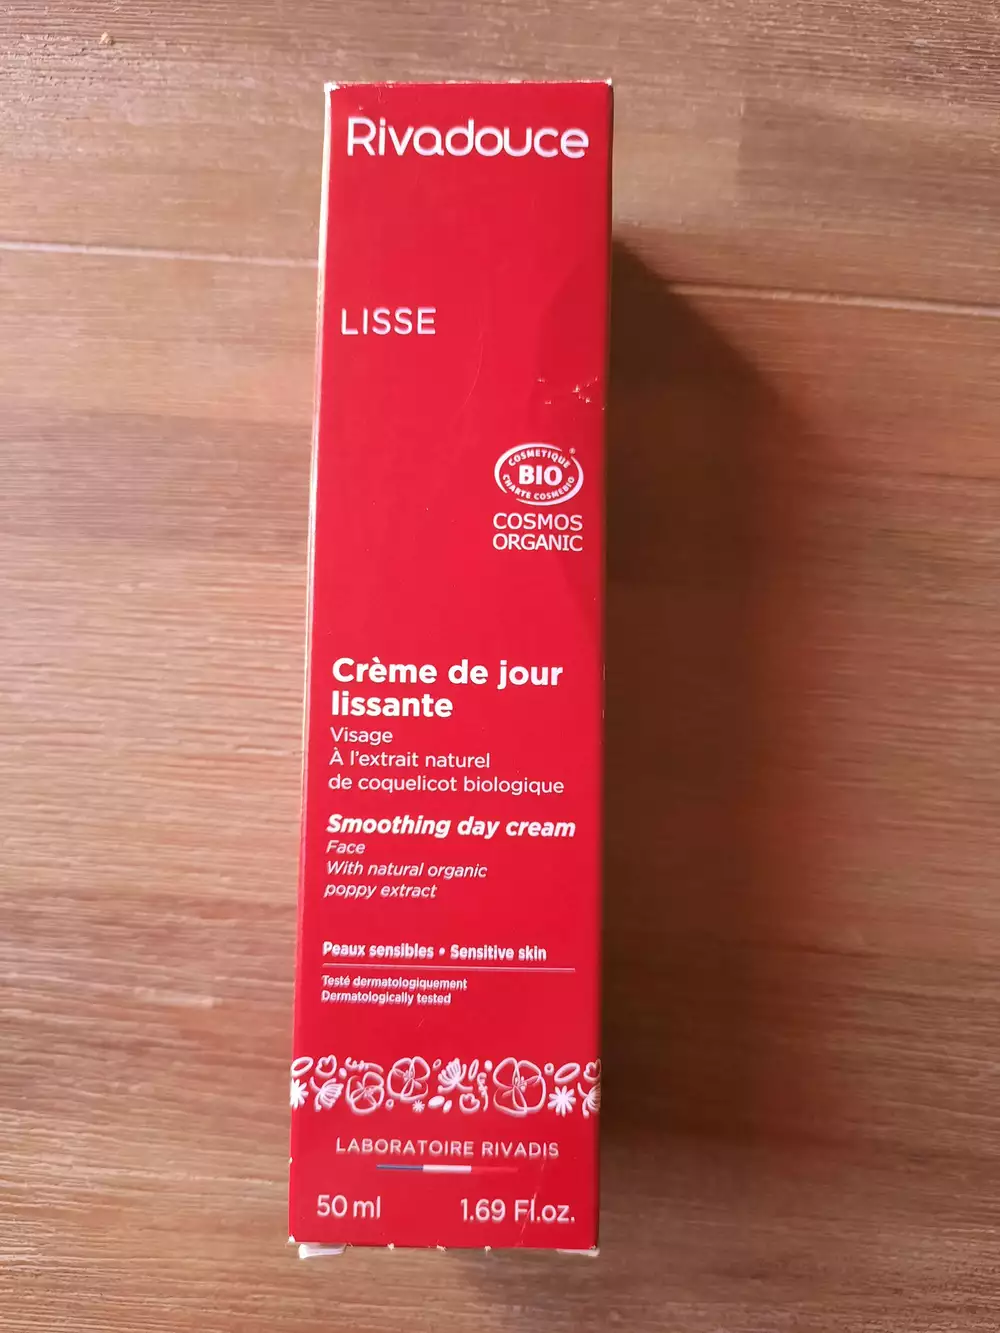 Rivadouce
LISSE
COSMETIQUE
BIO
CHARTE COSMEBIO
COSMOS
ORGANIC
Crème de jour
lissante
Visage
À l'extrait naturel
de coquelicot biologique
Smoothing day cream
Face
With natural organic
poppy extract
Peaux sensibles • Sensitive skin
Testé dermatologiquement
Dermatologically tested
LABORATOIRE RIVADIS
50 ml 1.69 Fl.oz.